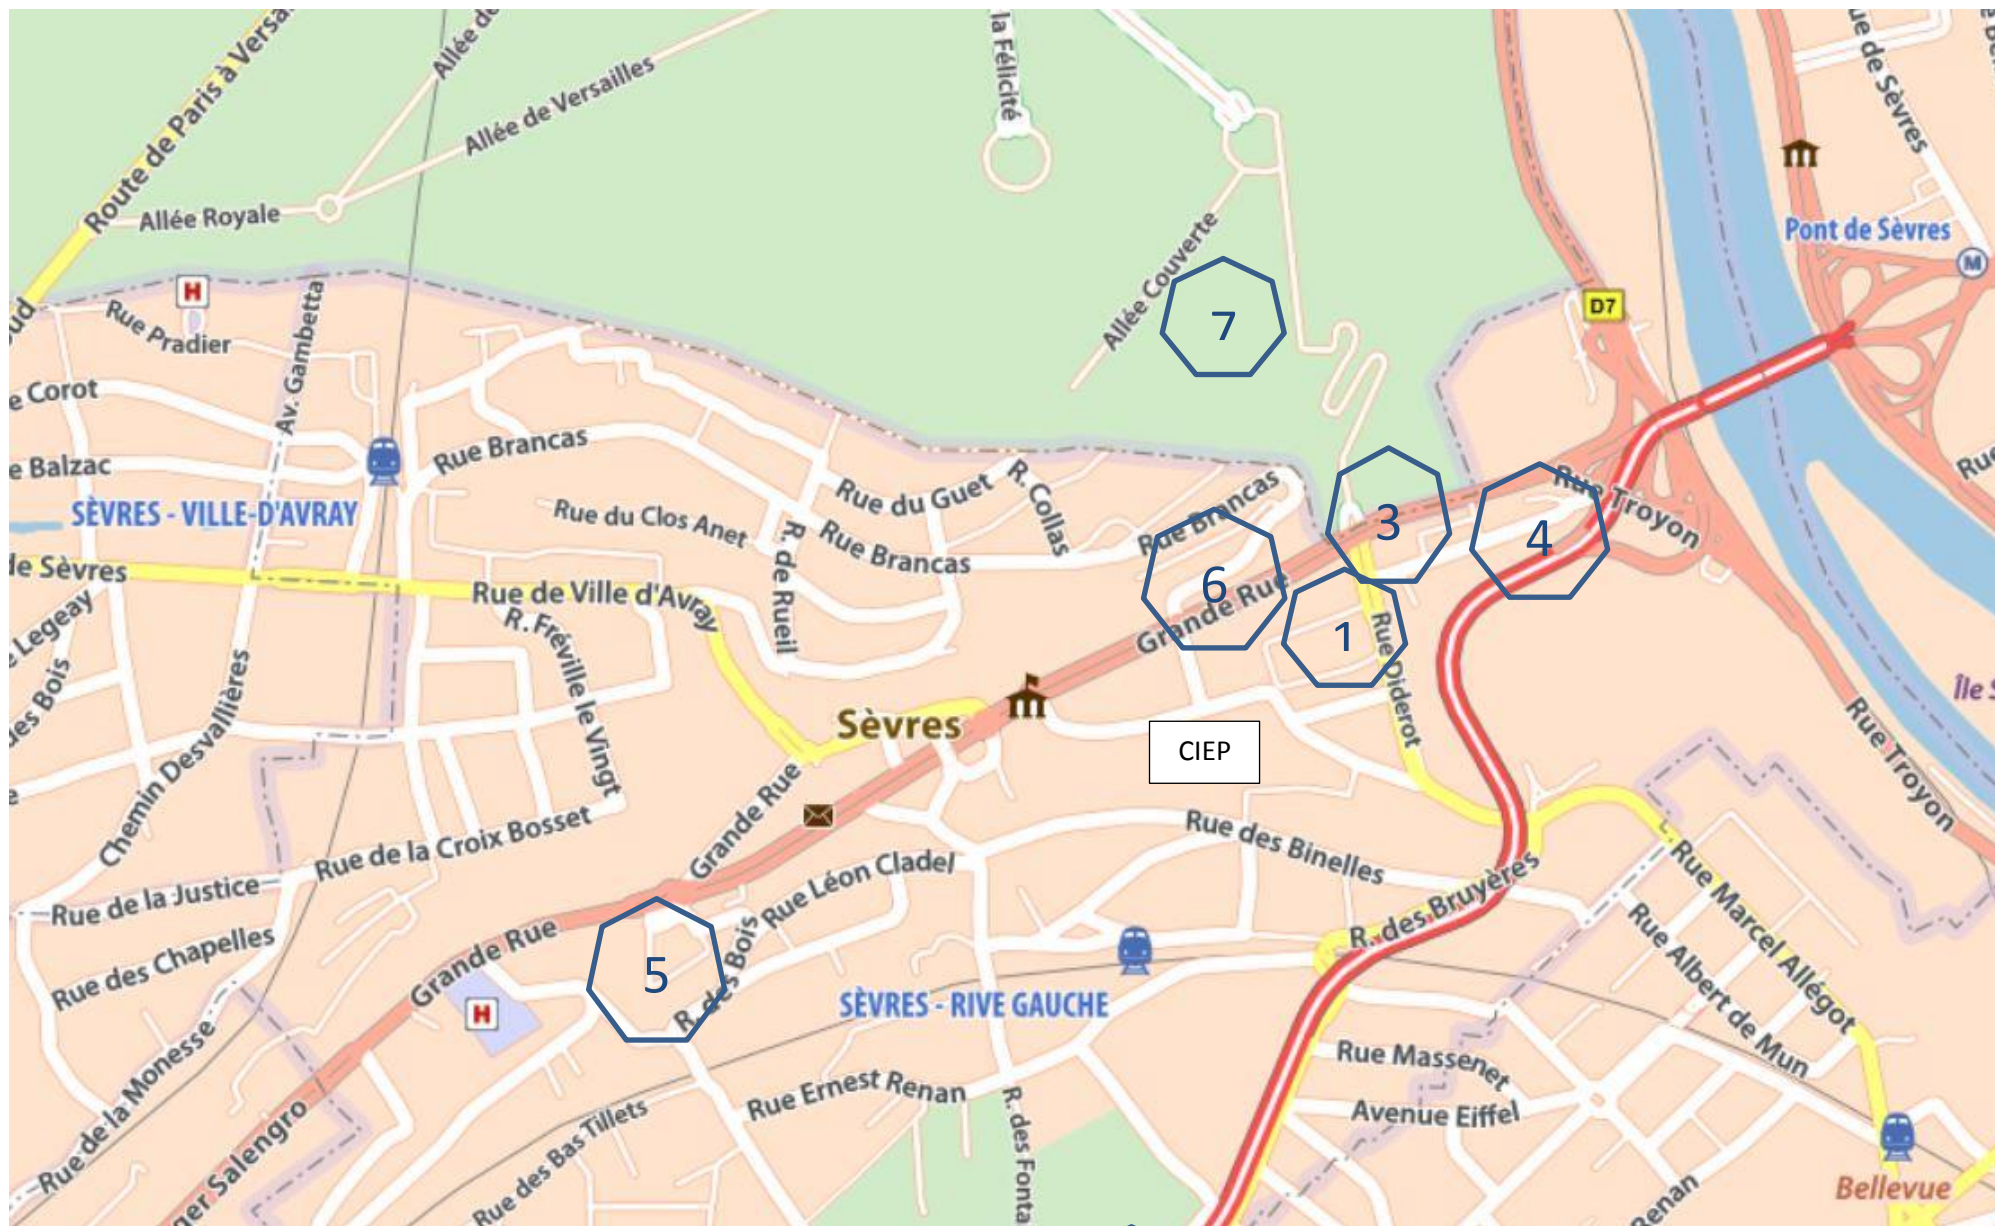 Route de Paris à Versa
Allée de
Allée de Versailles
la Félicité
ue de Sèvres
Allée Royale
Allée Couverte
Pont de Sèvres
M
H
Rue Pradier
Av. Gambetta
ud
7
D7
e Corot
e Balzac
Rue Brancas
SÈVRES - VILLE-D'AVRAY
Rue du Guet
R. Collas
Rue Brancas
Rue du Clos Anet
R. de Rueil
Rue Brancas
3
4
Rue Troyon
Rue
de Sèvres
Rue de Ville d'Avray
6
Grande Rue
1
Rue Diderot
Legeay
des Bois
R. Fréville le Vingt
Chemin Desvallières
Sèvres
CIEP
Île S
Rue Troyon
Grande Rue
Rue de la Croix Bosset
Rue des Binelles
Rue Léon Cladel
Rue de la Justice
Rue des Chapelles
Grande Rue
5
R. des Bois
R. des Bruyères
Rue Marcel Allégot
Rue Albert de Mun
H
SÈVRES - RIVE GAUCHE
Rue de la Monesse
Rue Massenet
Rue Ernest Renan
Avenue Eiffel
R. des Fonta
Rue des Bas Tillets
ger Salengro
Renan
Bellevue